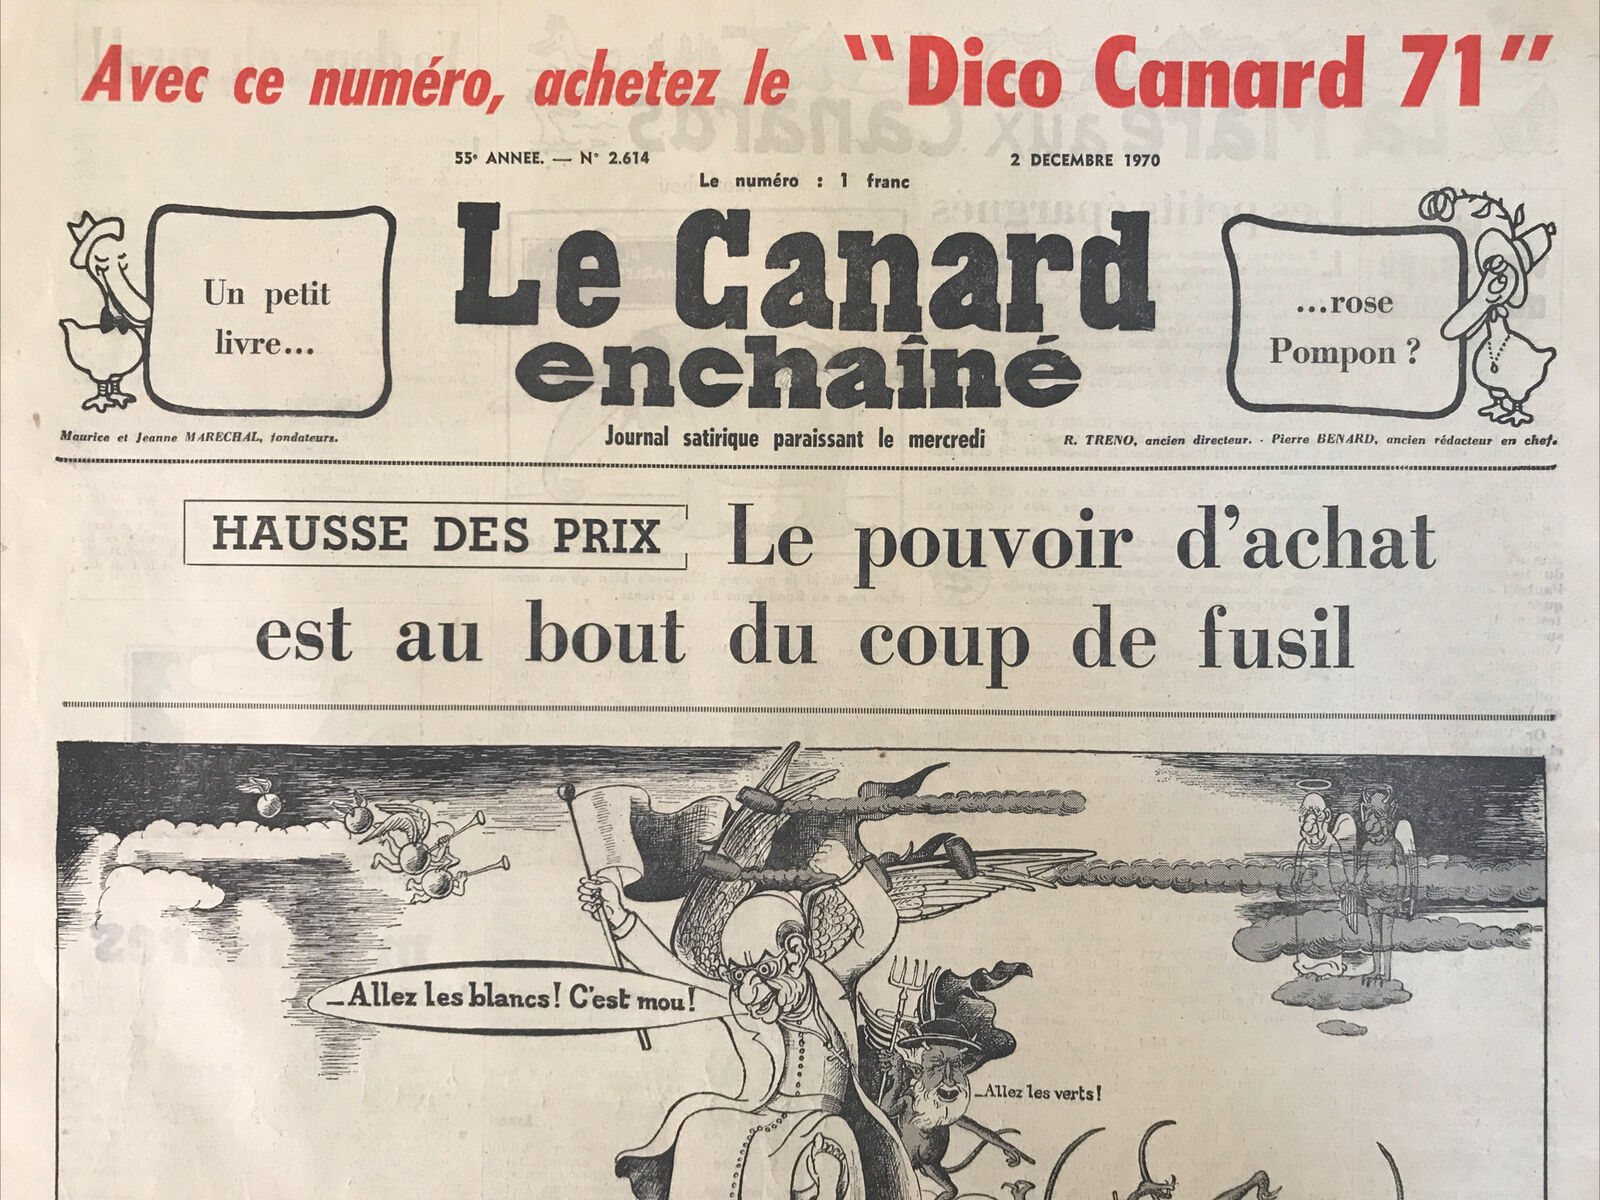 Avec ce numéro, achetez le "Dico Canard 71"
55e ANNEE. — N° 2.614
2 DECEMBRE 1970
Le numéro : 1 franc
Un petit
livre...
Le Canard
enchaîné
...rose
Pompon ?
Maurice et Jeanne MARECHAL, fondateurs.
Journal satirique paraissant le mercredi
R. TRENO, ancien directeur. - Pierre BENARD, ancien rédacteur en chef.
HAUSSE DES PRIX Le pouvoir d'achat
est au bout du coup de fusil
_Allez les blancs! C'est mou!
_Allez les verts!